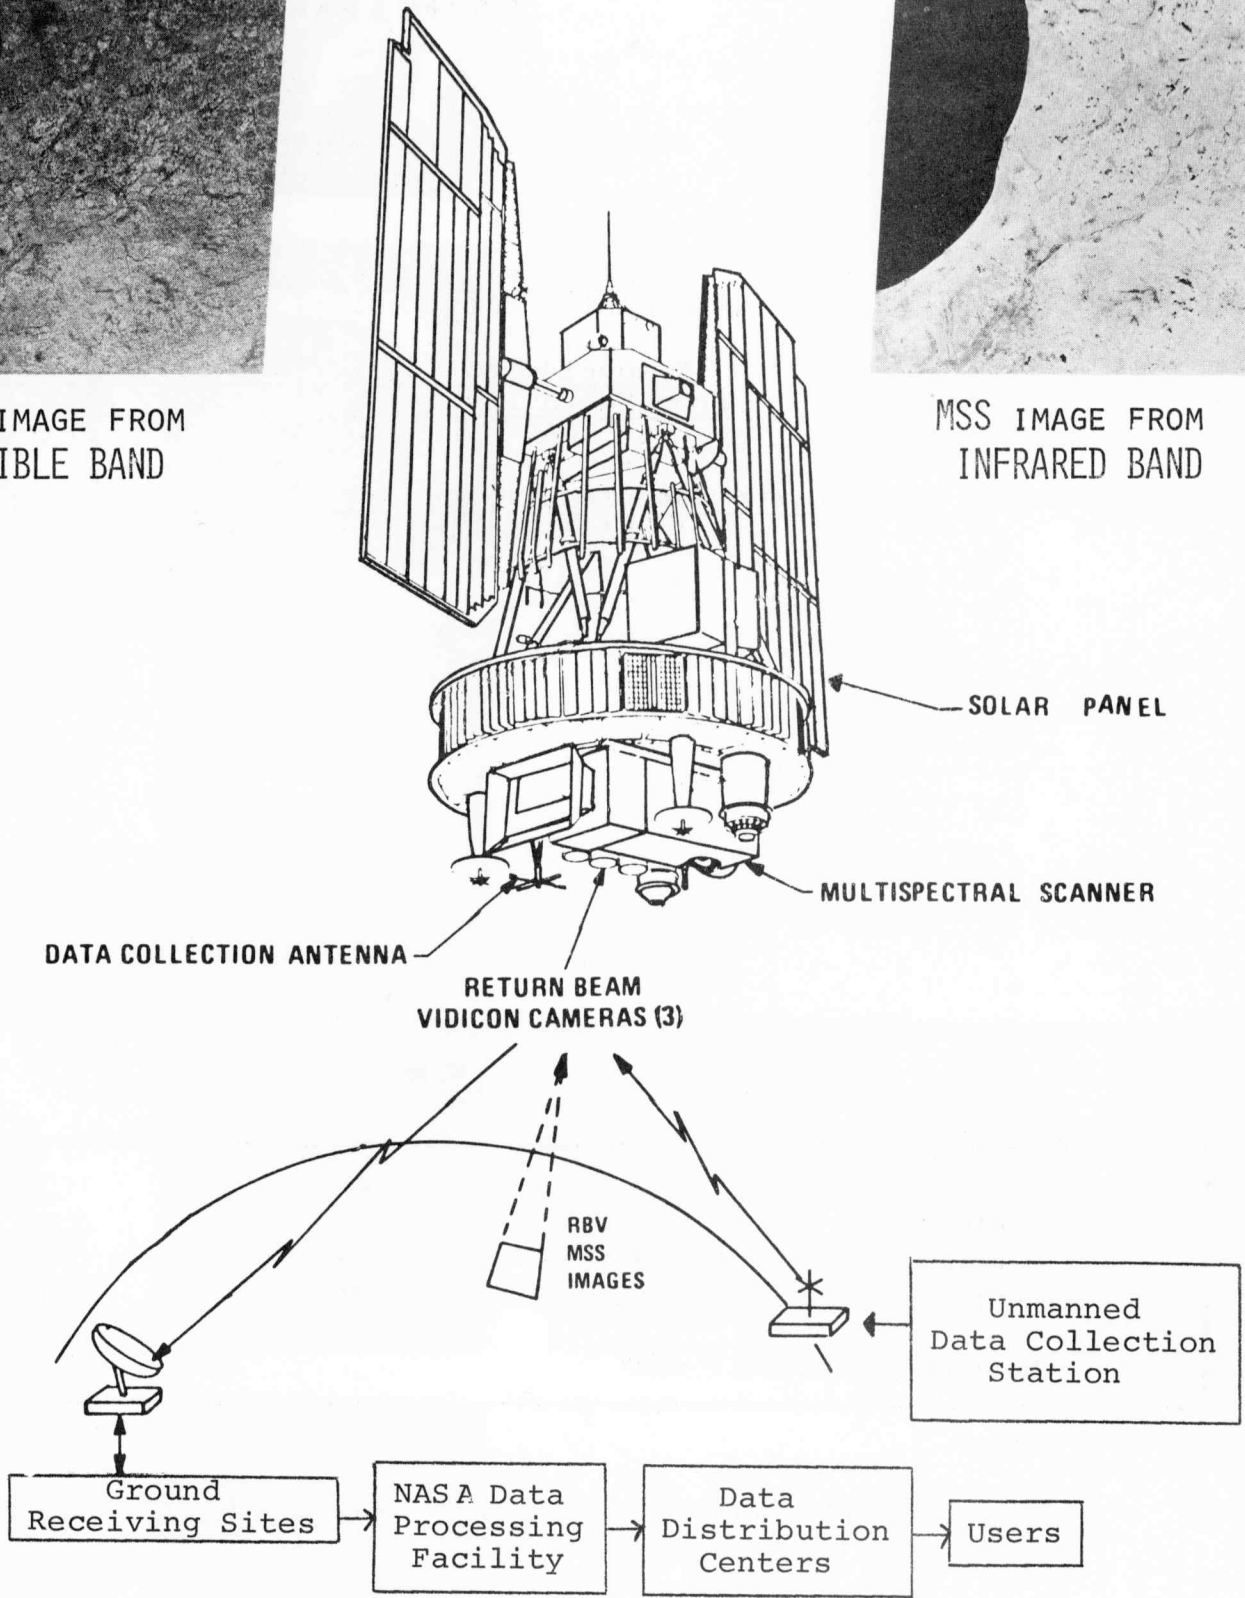 IMAGE FROM
IBLE BAND
MSS IMAGE FROM
INFRARED BAND
SOLAR PANEL
MULTISPECTRAL SCANNER
DATA COLLECTION ANTENNA
RETURN BEAM
VIDICON CAMERAS (3)
RBV
MSS
IMAGES
Unmanned
Data Collection
Station
Ground
Receiving Sites
NASA Data
Processing
Facility
Data
Distribution
Centers
Users